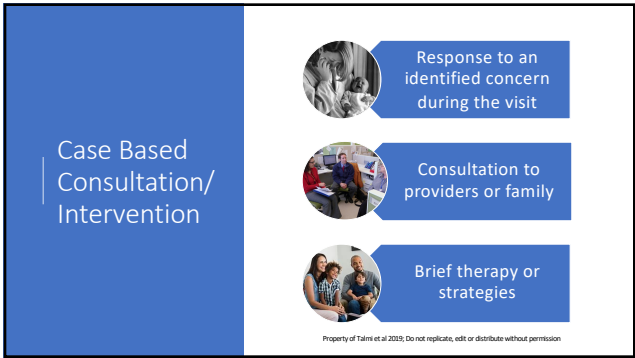 Case Based
Consultation/
Intervention
Response to an
identified concern
during the visit
Consultation to
providers or family
Brief therapy or
strategies
Property of Talmi et al 2019; Do not replicate, edit or distribute without permission